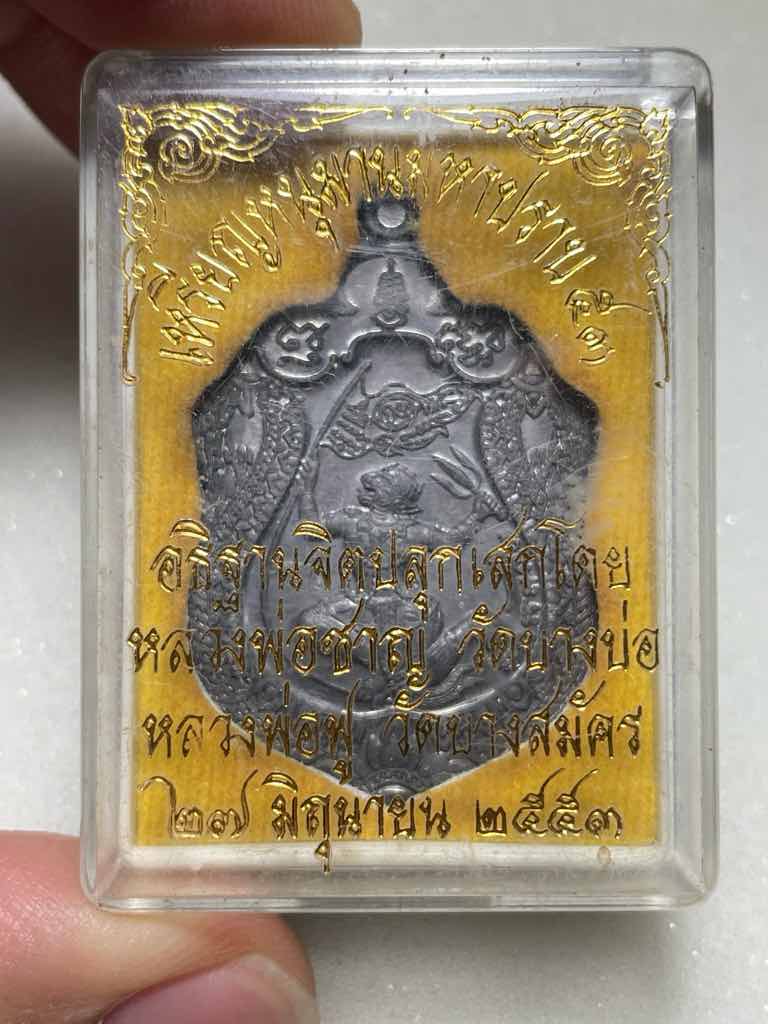 เหรียญหนุมานมหาปราบ ๕๓
อธิฐานจิตปลุกเสกโดย
หลวงพ่อชาญ วัดบางบ่อ
หลวงพ่อฟู วัดบางสมัคร
๒๗ มิถุนายน ๒๕๕๓